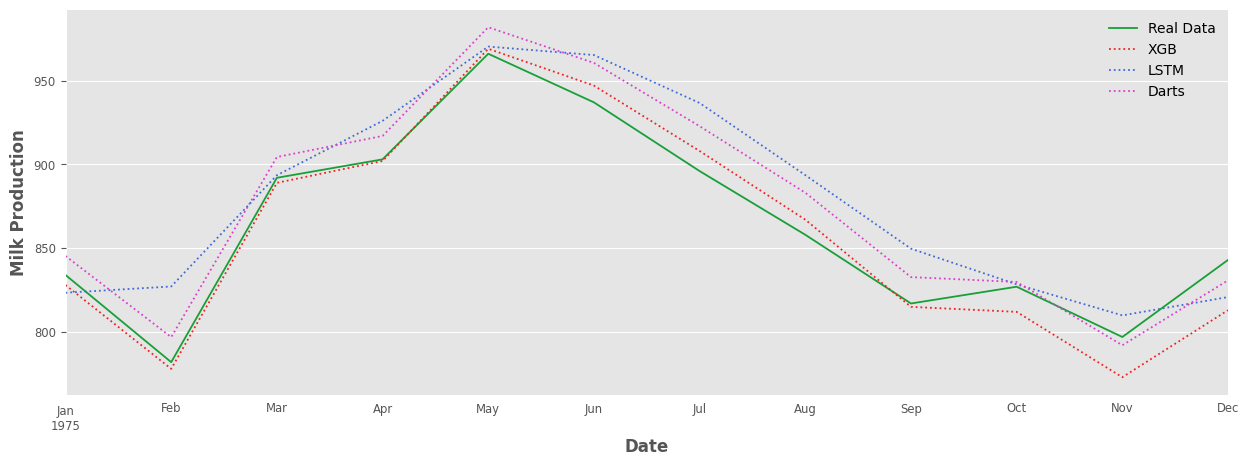 Real Data
XGB
LSTM
Darts
950
900
850
800
Milk Production
Jan Feb Mar Apr May Jun Jul Aug Sep Oct Nov Dec
1975
Date